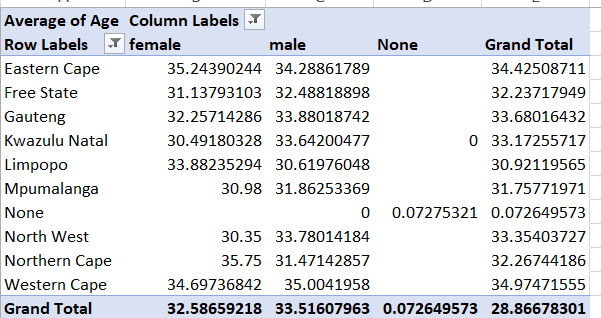 Average of Age Column Labels
Row Labels female male None Grand Total
Eastern Cape 35.24390244 34.28861789 34.42508711
Free State 31.13793103 32.48818898 32.23717949
Gauteng 32.25714286 33.88018742 33.68016432
Kwazulu Natal 30.49180328 33.64200477 0 33.17255717
Limpopo 33.88235294 30.61976048 30.92119565
Mpumalanga 30.98 31.86253369 31.75771971
None 0 0.07275321 0.072649573
North West 30.35 33.78014184 33.35403727
Northern Cape 35.75 31.47142857 32.26744186
Western Cape 34.69736842 35.0041958 34.97471555
Grand Total 32.58659218 33.51607963 0.072649573 28.86678301